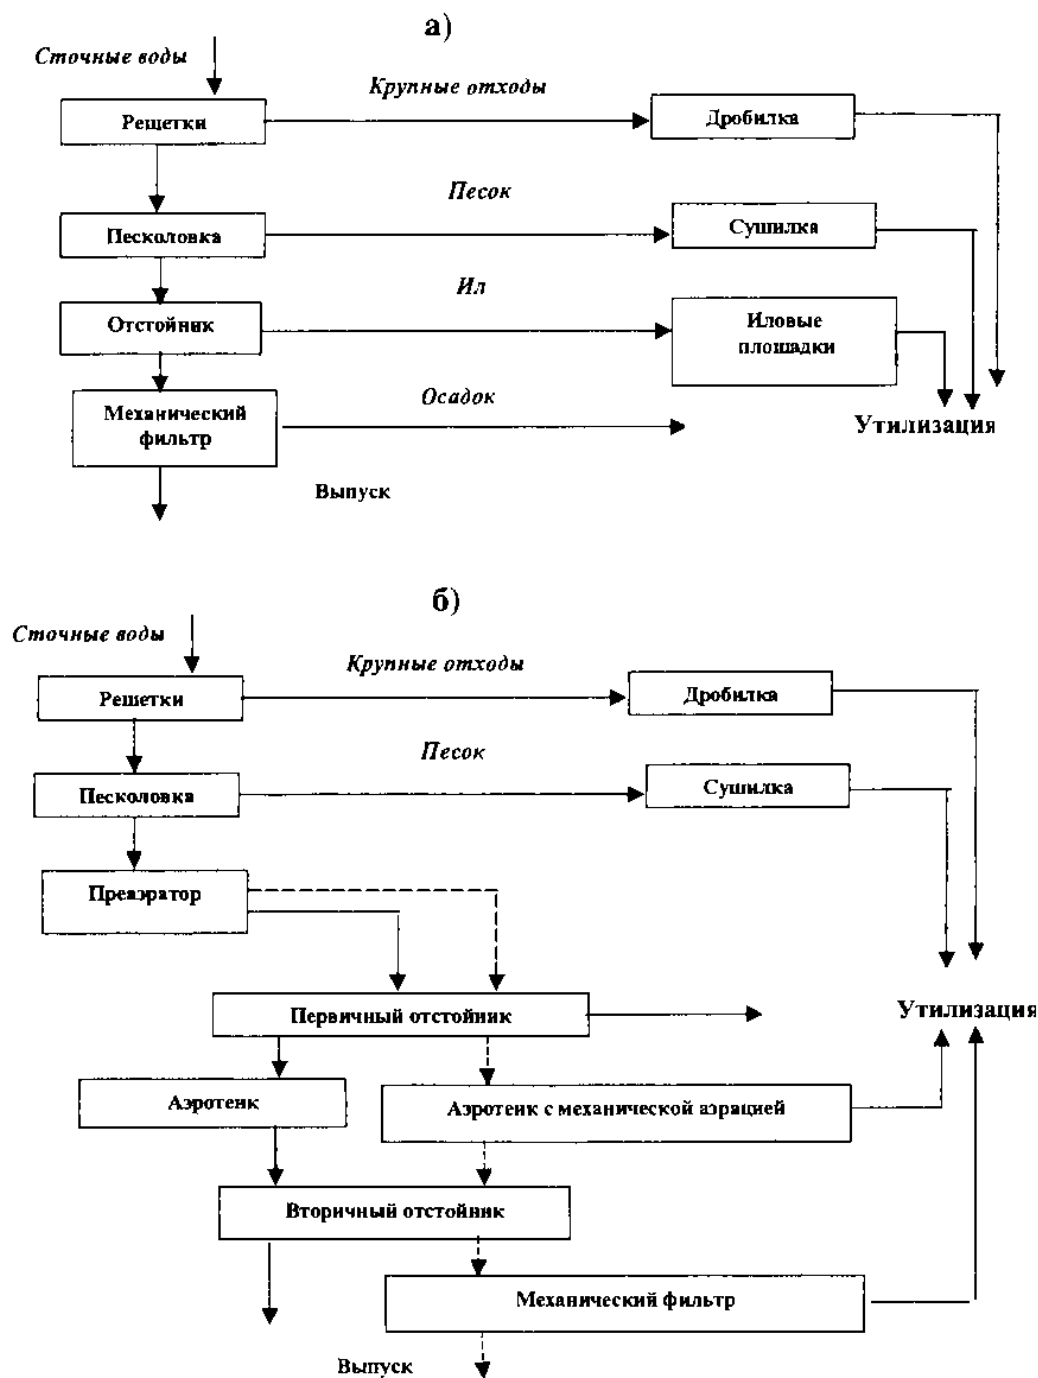 а)
Сточные воды
Крупные отходы
Решетки
Дробилка
Песок
Песколовка
Сушилка
Ил
Отстойник
Иловые
площадки
Осадок
Механический
фильтр
Утилизация
Выпуск
б)
Сточные воды
Крупные отходы
Решетки
Дробилка
Песок
Песколовка
Сушилка
Преаэратор
Первичный отстойник
Утилизация
Аэротенк
Аэротенк с механической аэрацией
Вторичный отстойник
Механический фильтр
Выпуск